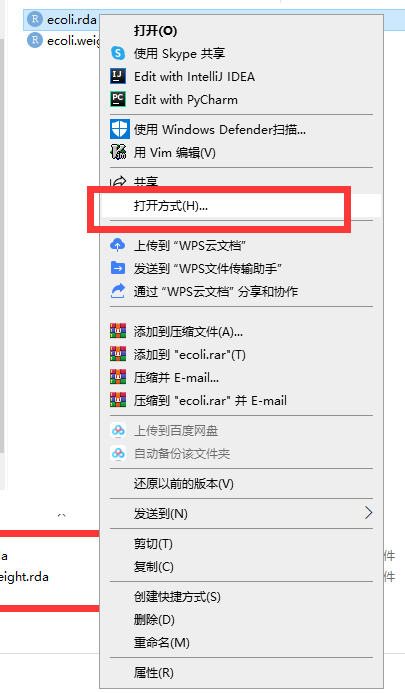 ecoli.rda
ecoli.weig
打开(O)
使用 Skype 共享
Edit with IntelliJ IDEA
Edit with PyCharm
使用 Windows Defender扫描...
用 Vim 编辑(V)
共享
打开方式(H)...
上传到 “WPS云文档”
发送到 “WPS文件传输助手”
通过 “WPS云文档” 分享和协作
添加到压缩文件(A)...
添加到 "ecoli.rar"(T)
压缩并 E-mail...
压缩到 "ecoli.rar" 并 E-mail
上传到百度网盘
自动备份该文件夹
还原以前的版本(V)
发送到(N)
剪切(T)
da
件
复制(C)
eight.rda
件
创建快捷方式(S)
删除(D)
重命名(M)
属性(R)